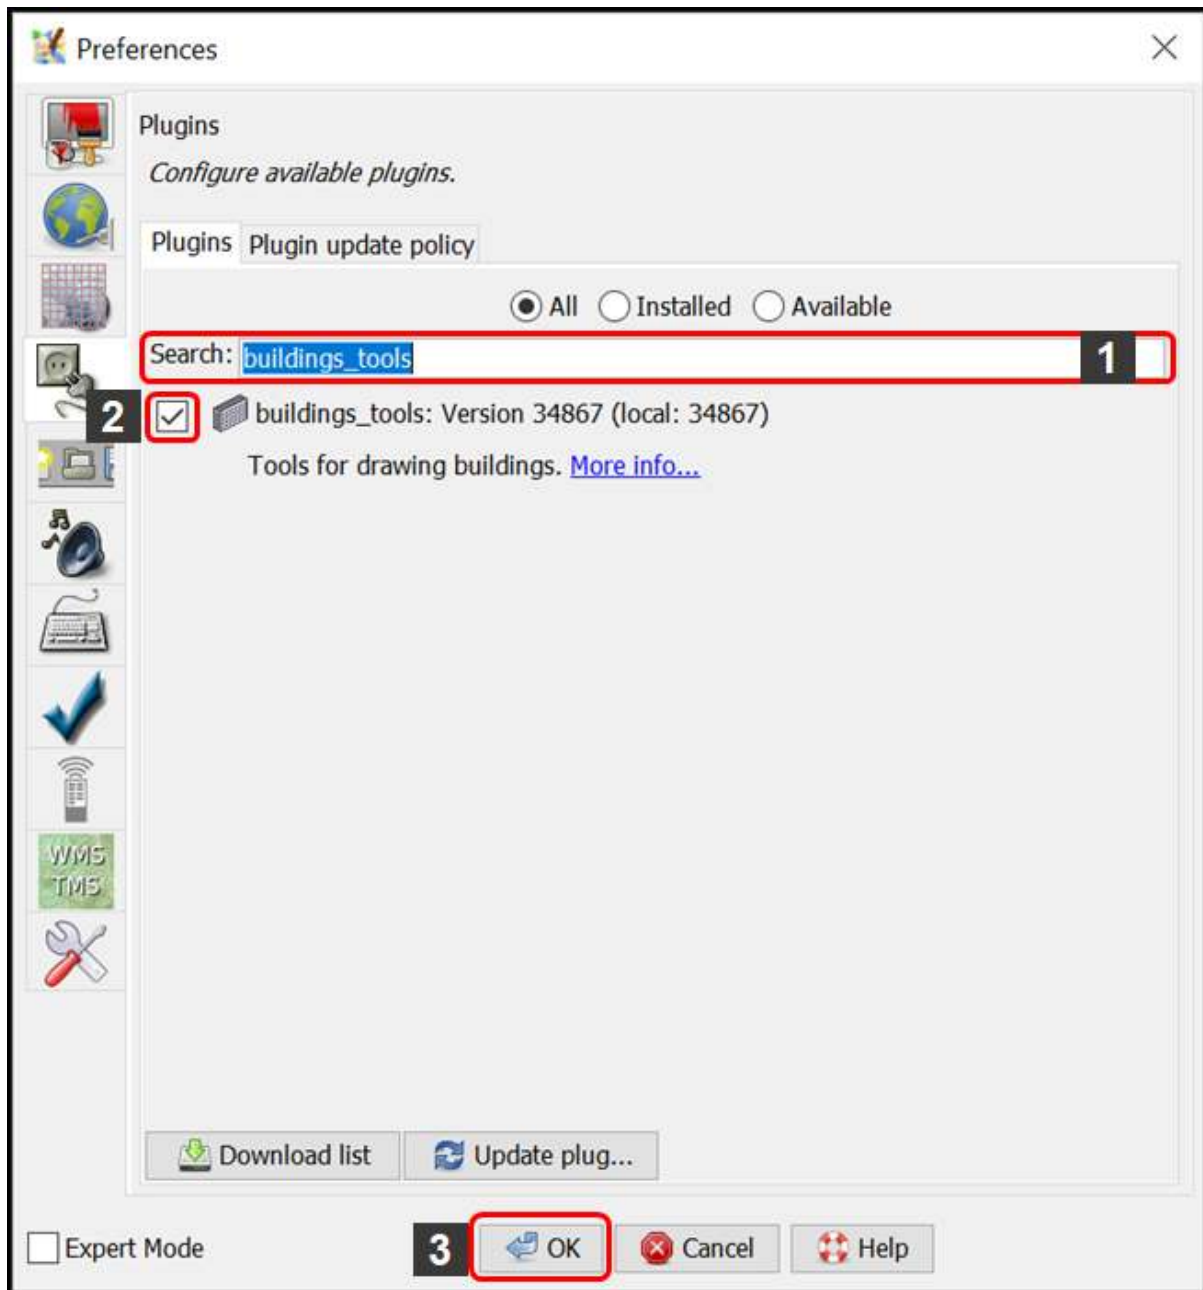 Preferences
Plugins
Configure available plugins.
Plugins Plugin update policy
All Installed Available
Search: buildings_tools 1
2 buildings_tools: Version 34867 (local: 34867)
Tools for drawing buildings. More info...
WMS
TMS
Download list Update plug...
Expert Mode 3 OK Cancel Help